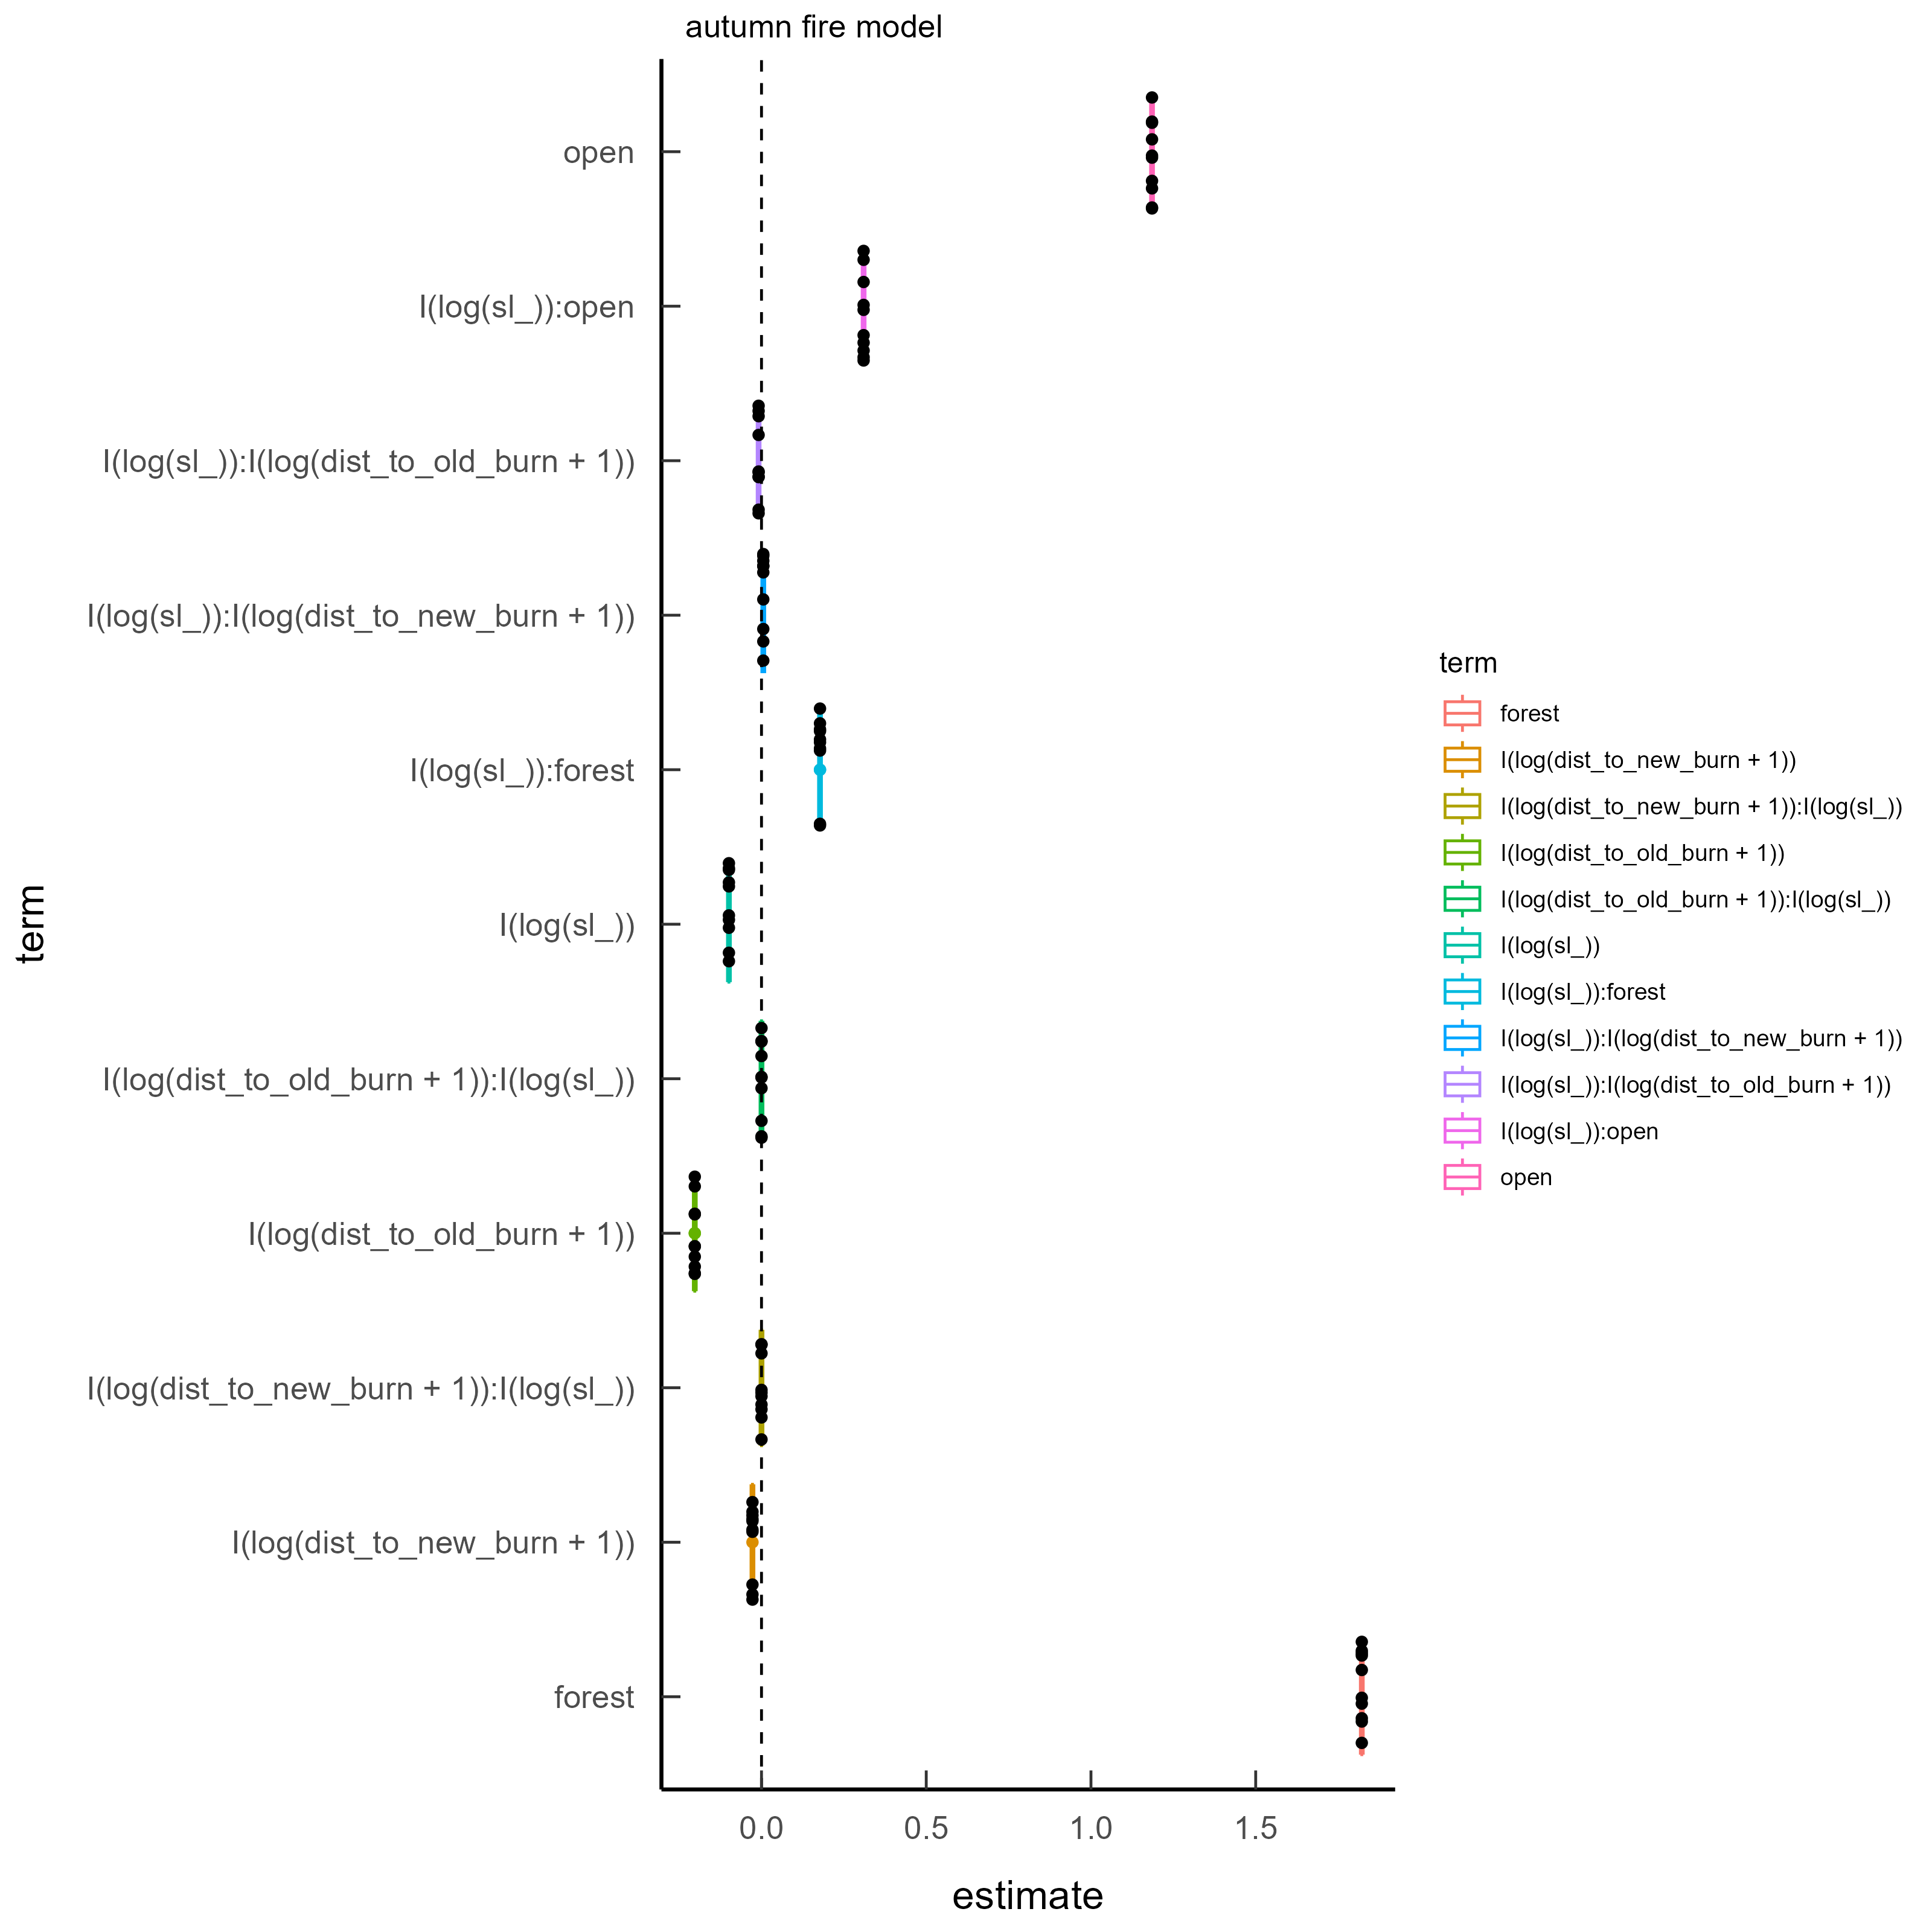 autumn fire model
open
I(log(sl_)):open
I(log(sl_)):I(log(dist_to_old_burn + 1))
I(log(sl_)):I(log(dist_to_new_burn + 1))
I(log(sl_)):forest
I(log(sl_))
I(log(dist_to_old_burn + 1)):I(log(sl_))
I(log(dist_to_old_burn + 1))
I(log(dist_to_new_burn + 1)):I(log(sl_))
I(log(dist_to_new_burn + 1))
forest
term
0.0 0.5 1.0 1.5
estimate
term
forest
I(log(dist_to_new_burn + 1))
I(log(dist_to_new_burn + 1)):I(log(sl_))
I(log(dist_to_old_burn + 1))
I(log(dist_to_old_burn + 1)):I(log(sl_))
I(log(sl_))
I(log(sl_)):forest
I(log(sl_)):I(log(dist_to_new_burn + 1))
I(log(sl_)):I(log(dist_to_old_burn + 1))
I(log(sl_)):open
open